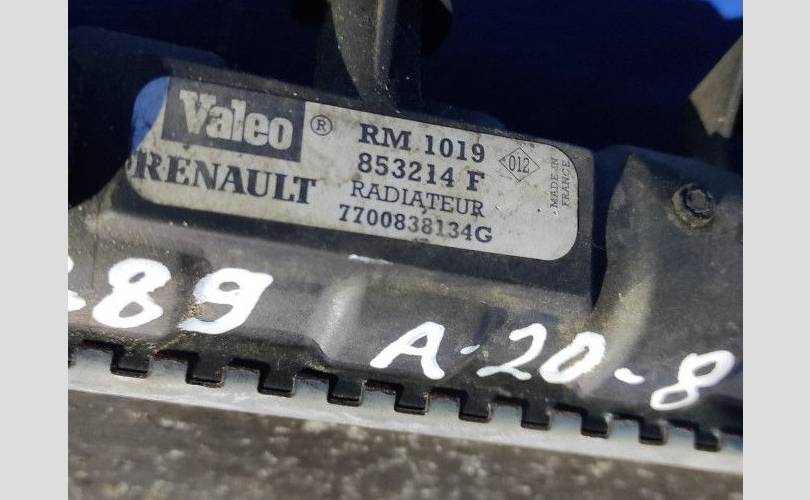 Valeo ® RM 1019
853214 F
012
MADE IN
FRANCE
RENAULT RADIATEUR
7700838134G
89
A-20-8